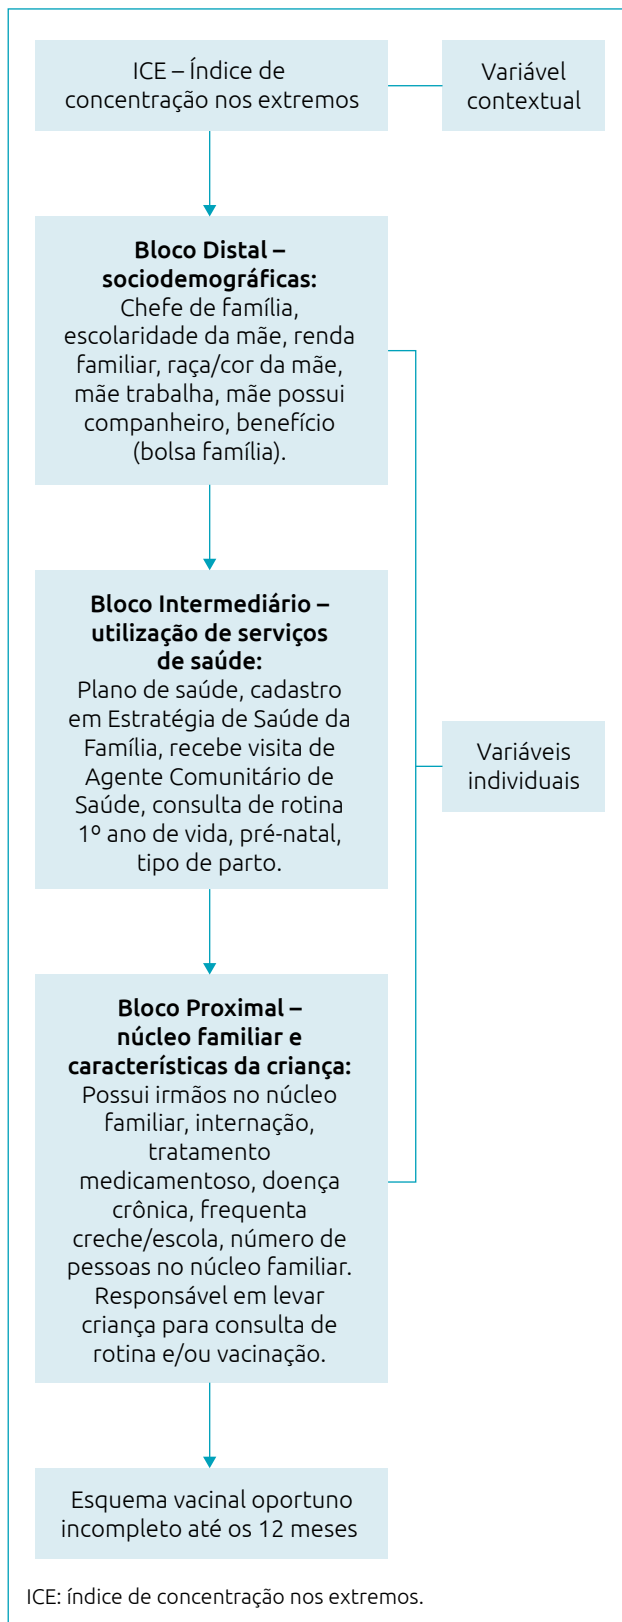 ICE – Índice de
concentração nos extremos
Variável
contextual
Bloco Distal –
sociodemográficas:
Chefe de família,
escolaridade da mãe, renda
familiar, raça/cor da mãe,
mãe trabalha, mãe possui
companheiro, benefício
(bolsa família).
Bloco Intermediário –
utilização de serviços
de saúde:
Plano de saúde, cadastro
em Estratégia de Saúde da
Família, recebe visita de
Agente Comunitário de
Saúde, consulta de rotina
1º ano de vida, pré-natal,
tipo de parto.
Variáveis
individuais
Bloco Proximal –
núcleo familiar e
características da criança:
Possui irmãos no núcleo
familiar, internação,
tratamento
medicamentoso, doença
crônica, frequenta
creche/escola, número de
pessoas no núcleo familiar.
Responsável em levar
criança para consulta de
rotina e/ou vacinação.
Esquema vacinal oportuno
incompleto até os 12 meses
ICE: índice de concentração nos extremos.